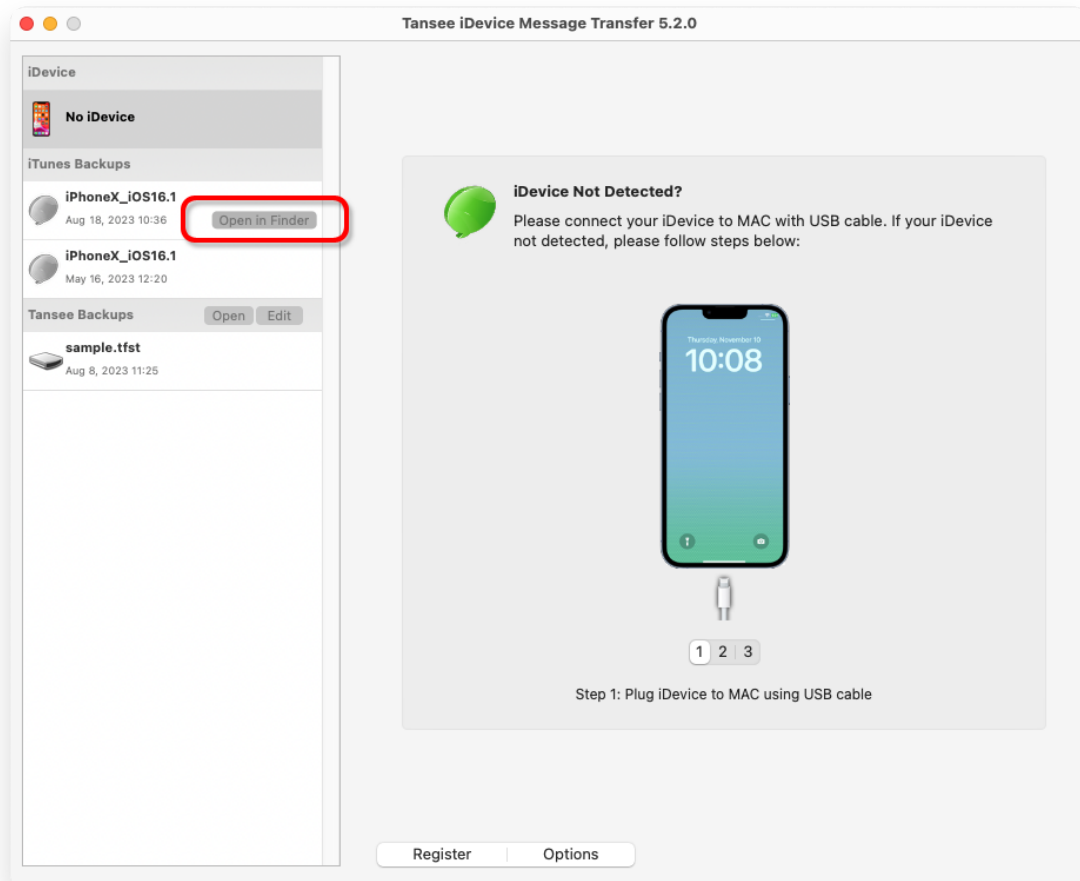 Tansee iDevice Message Transfer 5.2.0
iDevice
No iDevice
iTunes Backups
iPhoneX_iOS16.1
Aug 18, 2023 10:36
Open in Finder
iPhoneX_iOS16.1
May 16, 2023 12:20
Tansee Backups
Open
Edit
sample.tfst
Aug 8, 2023 11:25
iDevice Not Detected?
Please connect your iDevice to MAC with USB cable. If your iDevice
not detected, please follow steps below:
Thursday, November 10
10:08
1 2 3
Step 1: Plug iDevice to MAC using USB cable
Register
Options